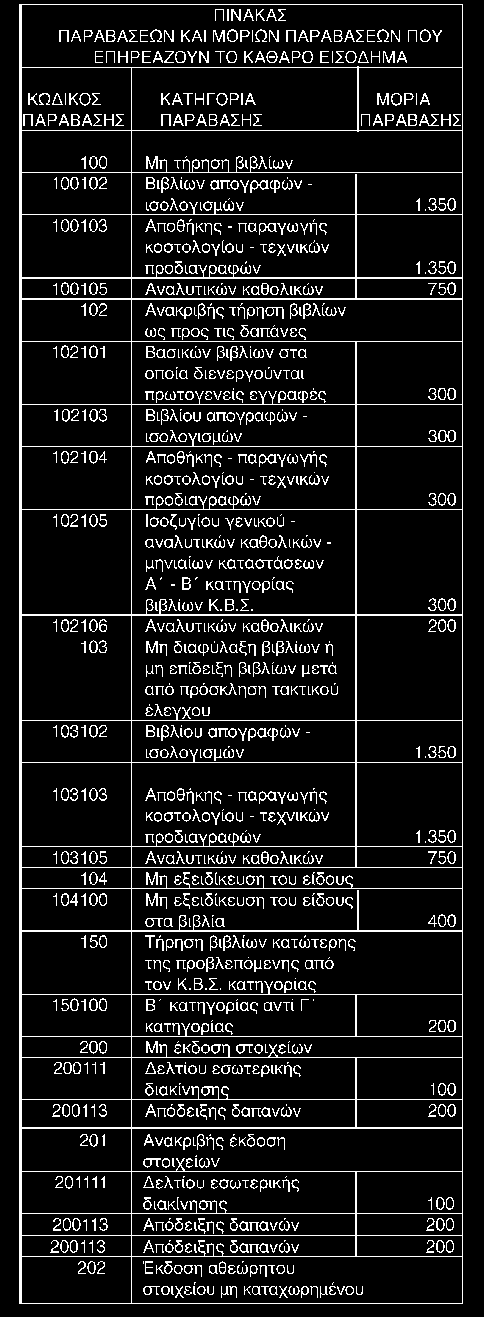 ΠΙΝΑΚΑΣ
ΠΑΡΑΒΑΣΕΩΝ ΚΑΙ ΜΟΡΙΩΝ ΠΑΡΑΒΑΣΕΩΝ ΠΟΥ
ΕΠΗΡΕΑΖΟΥΝ ΤΟ ΚΑΘΑΡΟ ΕΙΣΟΔΗΜΑ
ΚΩΔΙΚΟΣ ΚΑΤΗΓΟΡΙΑ ΜΟΡΙΑ
ΠΑΡΑΒΑΣΗΣ ΠΑΡΑΒΑΣΗΣ ΠΑΡΑΒΑΣΗΣ
100 Μη τήρηση βιβλίων
100102 Βιβλίων απογραφών -
ισολογισμών 1.350
100103 Αποθήκης - παραγωγής
κοστολογίου - τεχνικών
προδιαγραφών 1.350
100105 Αναλυτικών καθολικών 750
102 Ανακριβής τήρηση βιβλίων
ως προς τις δαπάνες
102101 Βασικών βιβλίων στα
οποία διενεργούνται
πρωτογενείς εγγραφές 300
102103 Βιβλίου απογραφών -
ισολογισμών 300
102104 Αποθήκης - παραγωγής
κοστολογίου - τεχνικών
προδιαγραφών 300
102105 Ισοζυγίου γενικού -
αναλυτικών καθολικών -
μηνιαίων καταστάσεων
Α΄ - Β΄ κατηγορίας
βιβλίων Κ.Β.Σ. 300
102106 Αναλυτικών καθολικών 200
103 Μη διαφύλαξη βιβλίων ή
μη επίδειξη βιβλίων μετά
από πρόσκληση τακτικού
έλεγχου
103102 Βιβλίου απογραφών -
ισολογισμών 1.350
103103 Αποθήκης - παραγωγής
κοστολογίου - τεχνικών
προδιαγραφών 1.350
103105 Αναλυτικών καθολικών 750
104 Μη εξειδίκευση του είδους
104100 Μη εξειδίκευση του είδους
στα βιβλία 400
150 Τήρηση βιβλίων κατώτερης
της προβλεπόμενης από
τον Κ.Β.Σ. κατηγορίας
150100 Β΄ κατηγορίας αντί Γ΄
κατηγορίας 200
200 Μη έκδοση στοιχείων
200111 Δελτίου εσωτερικής
διακίνησης 100
200113 Απόδειξης δαπανών 200
201 Ανακριβής έκδοση
στοιχείων
201111 Δελτίου εσωτερικής
διακίνησης 100
200113 Απόδειξης δαπανών 200
200113 Απόδειξης δαπανών 200
202 Έκδοση αθεώρητου
στοιχείου μη καταχωρημένου